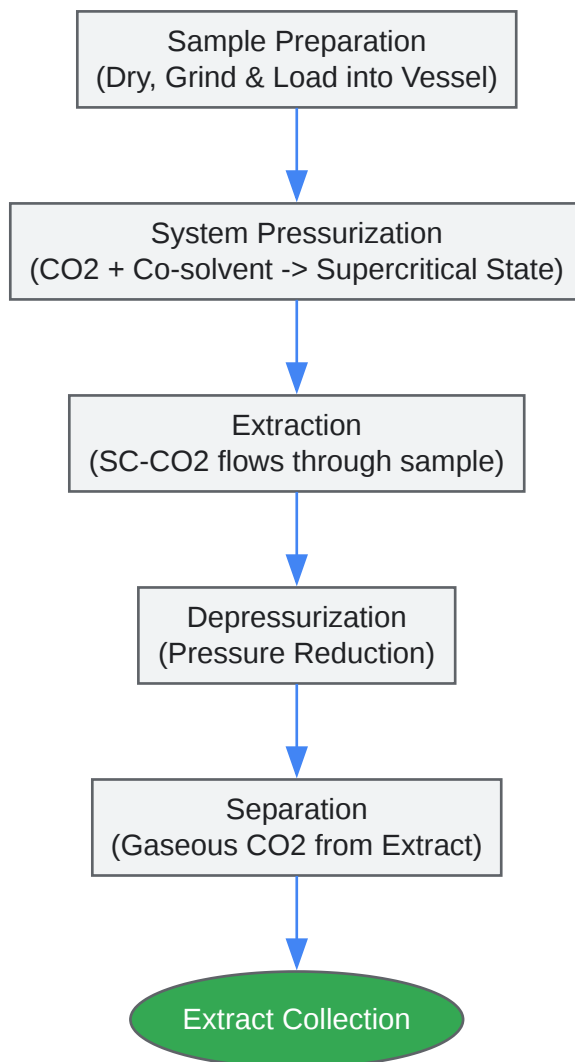 Sample Preparation
(Dry, Grind & Load into Vessel)
System Pressurization
(CO2 + Co-solvent -> Supercritical State)
Extraction
(SC-CO2 flows through sample)
Depressurization
(Pressure Reduction)
Separation
(Gaseous CO2 from Extract)
Extract Collection